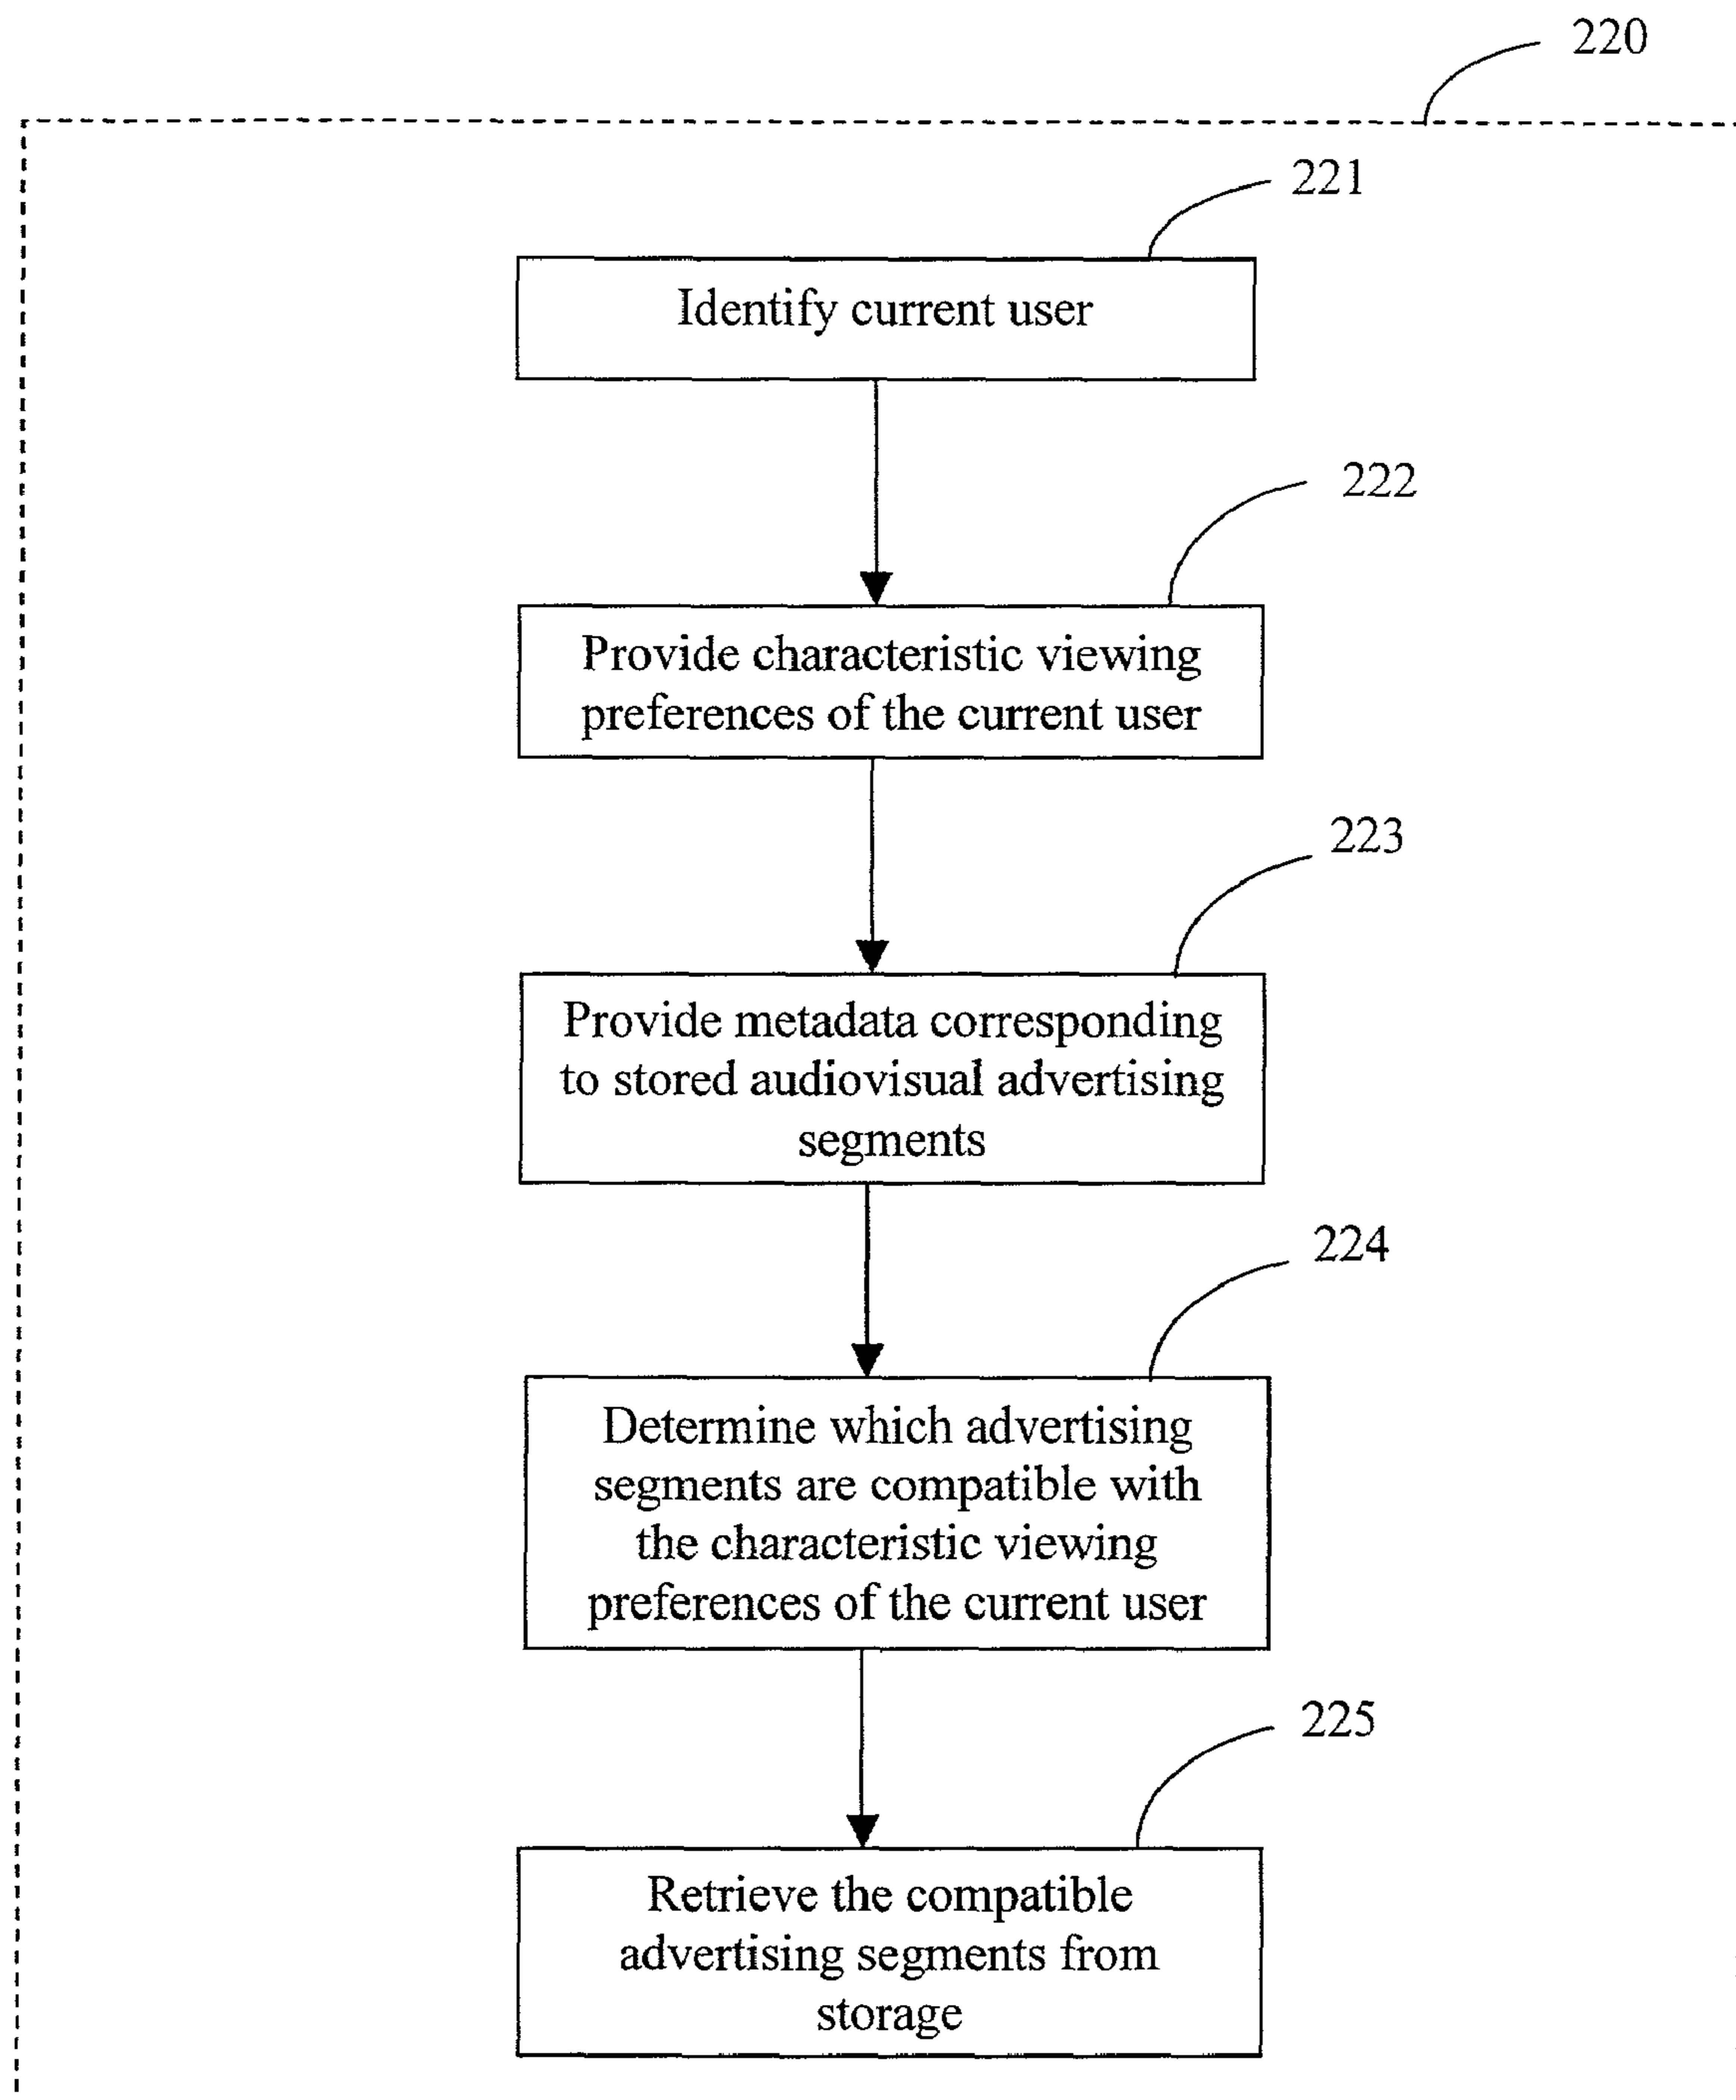 220
221
Identify current user
222
Provide characteristic viewing
preferences of the current user
223
Provide metadata corresponding
to stored audiovisual advertising
segments
224
Determine which advertising
segments are compatible with
the characteristic viewing
preferences of the current user
225
Retrieve the compatible
advertising segments from
storage